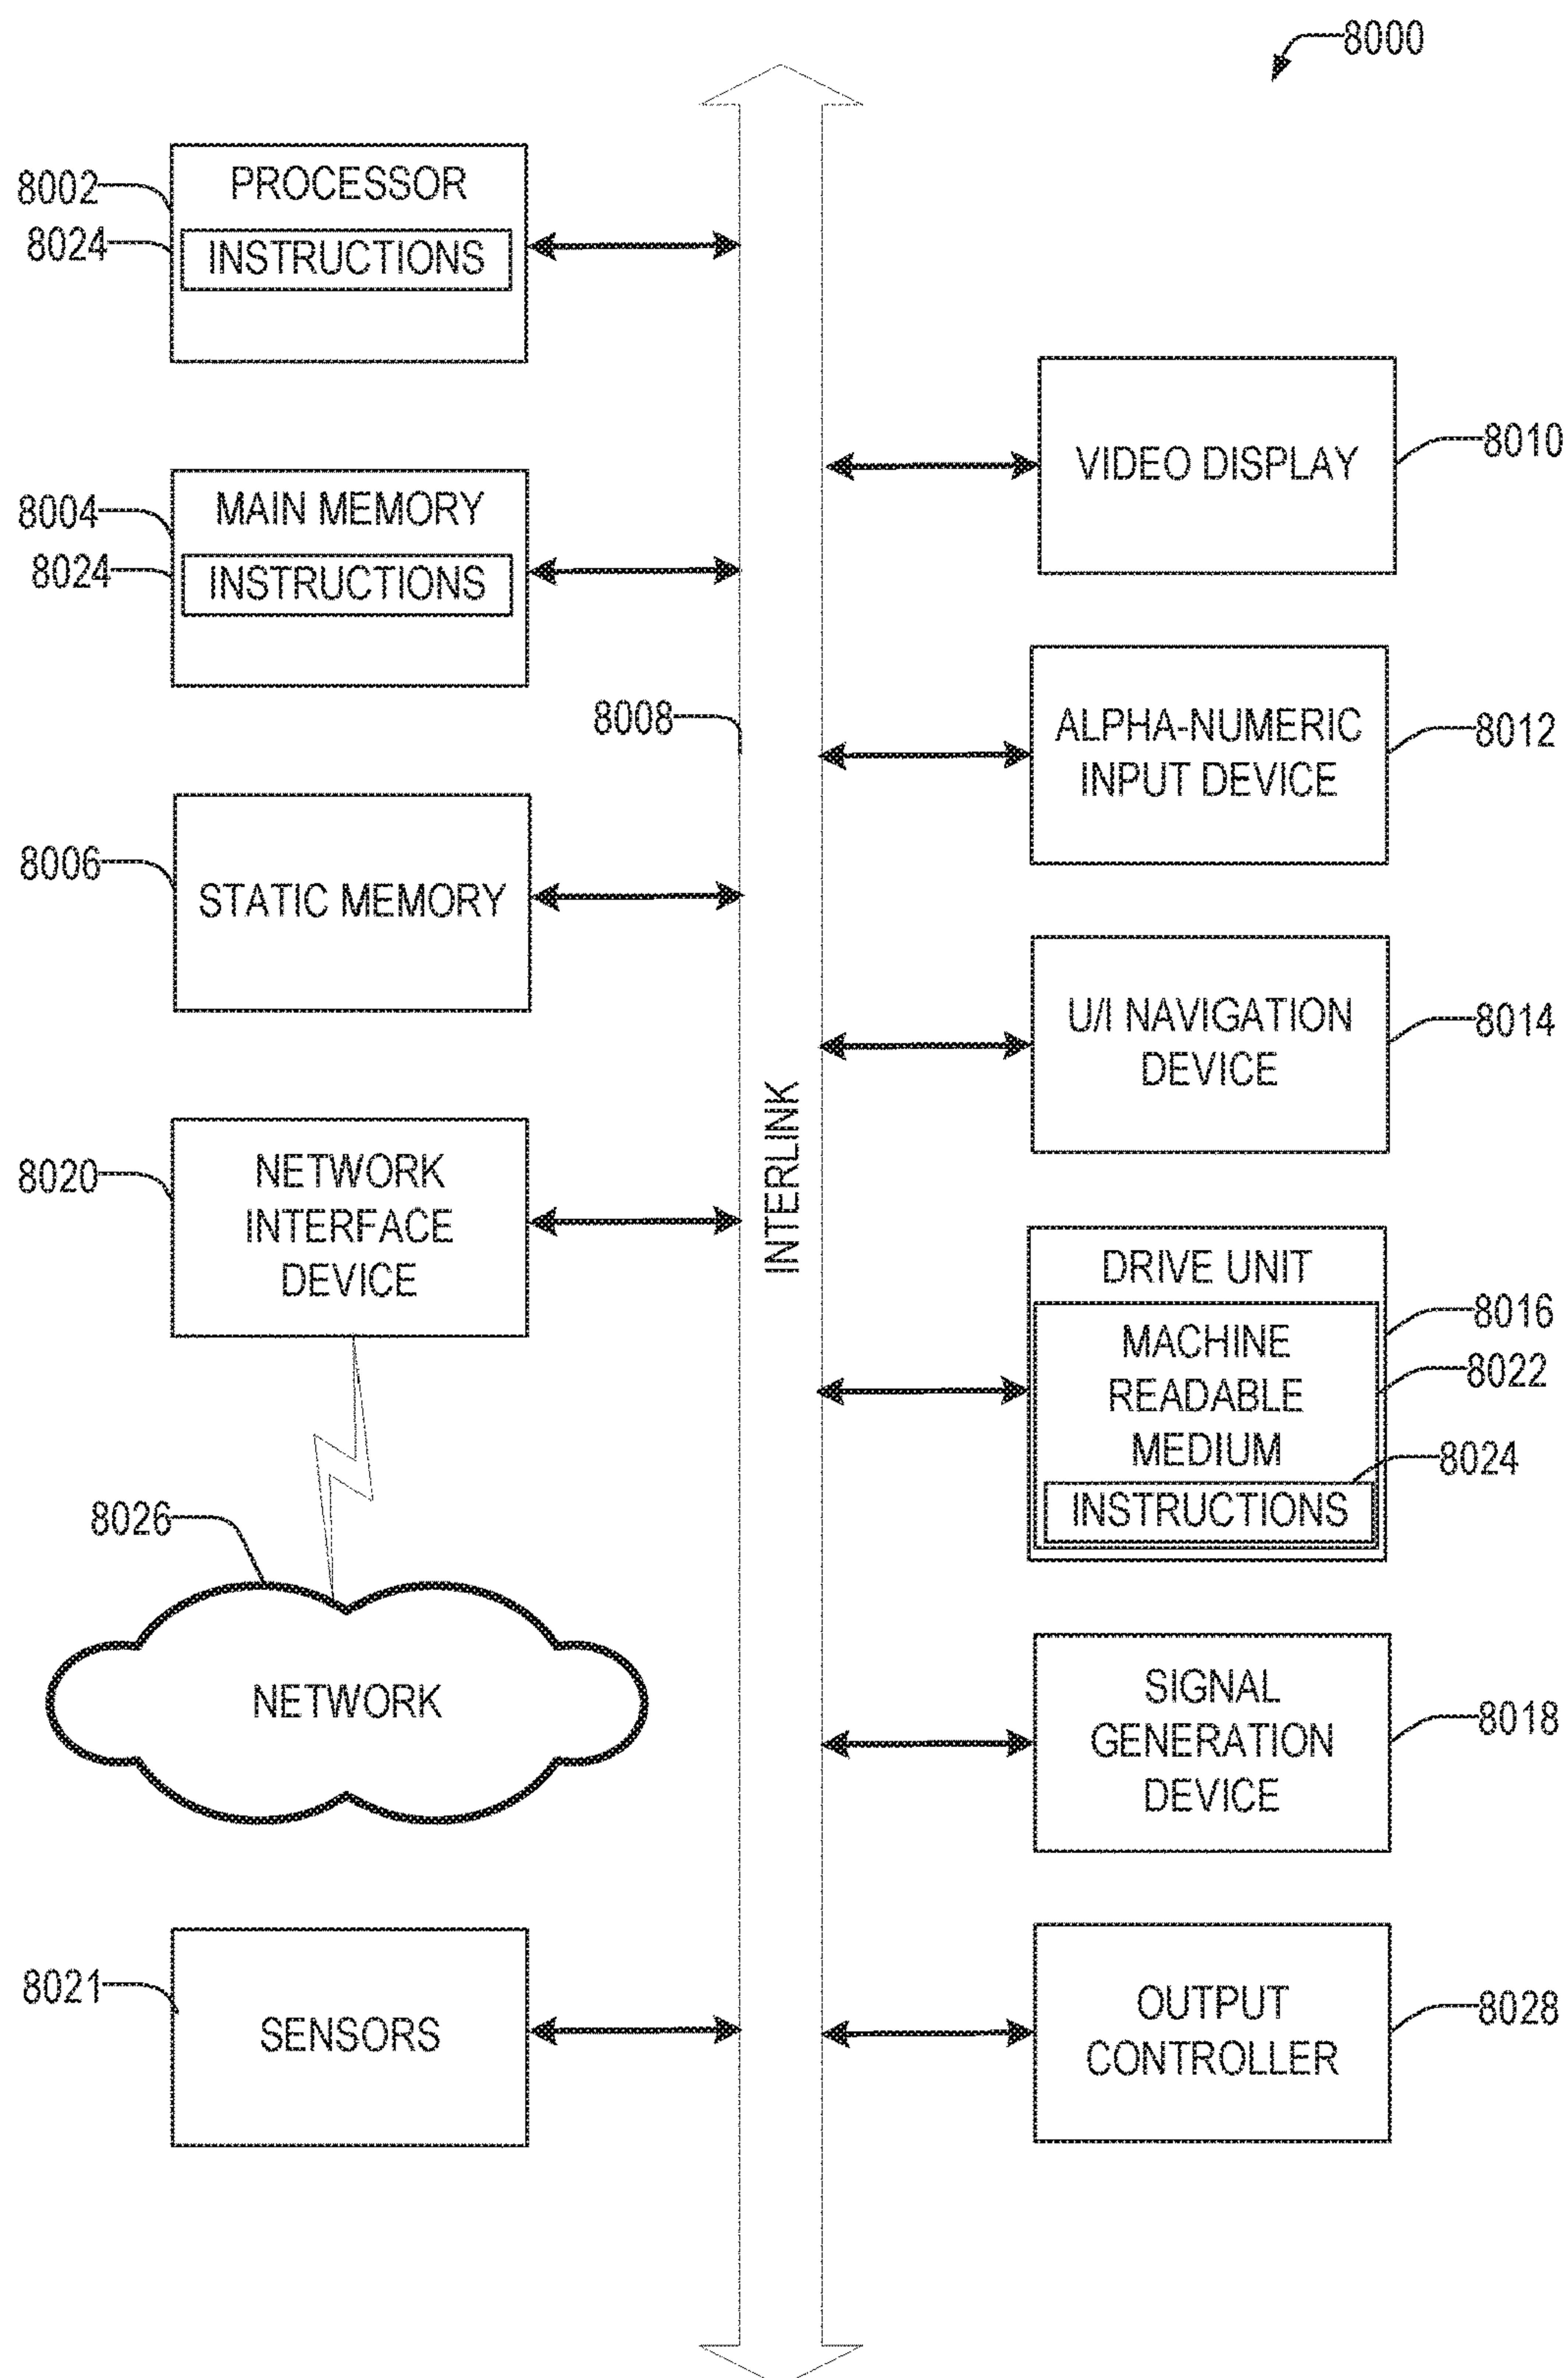 8000
8002
PROCESSOR
8024
INSTRUCTIONS
8004
MAIN MEMORY
8024
INSTRUCTIONS
8006
STATIC MEMORY
8020
NETWORK
INTERFACE
DEVICE
8026
NETWORK
8021
SENSORS
8008
INTERLINK
VIDEO DISPLAY
8010
ALPHA-NUMERIC
INPUT DEVICE
8012
U/I NAVIGATION
DEVICE
8014
DRIVE UNIT
8016
MACHINE
READABLE
MEDIUM
8022
8024
INSTRUCTIONS
SIGNAL
GENERATION
DEVICE
8018
OUTPUT
CONTROLLER
8028